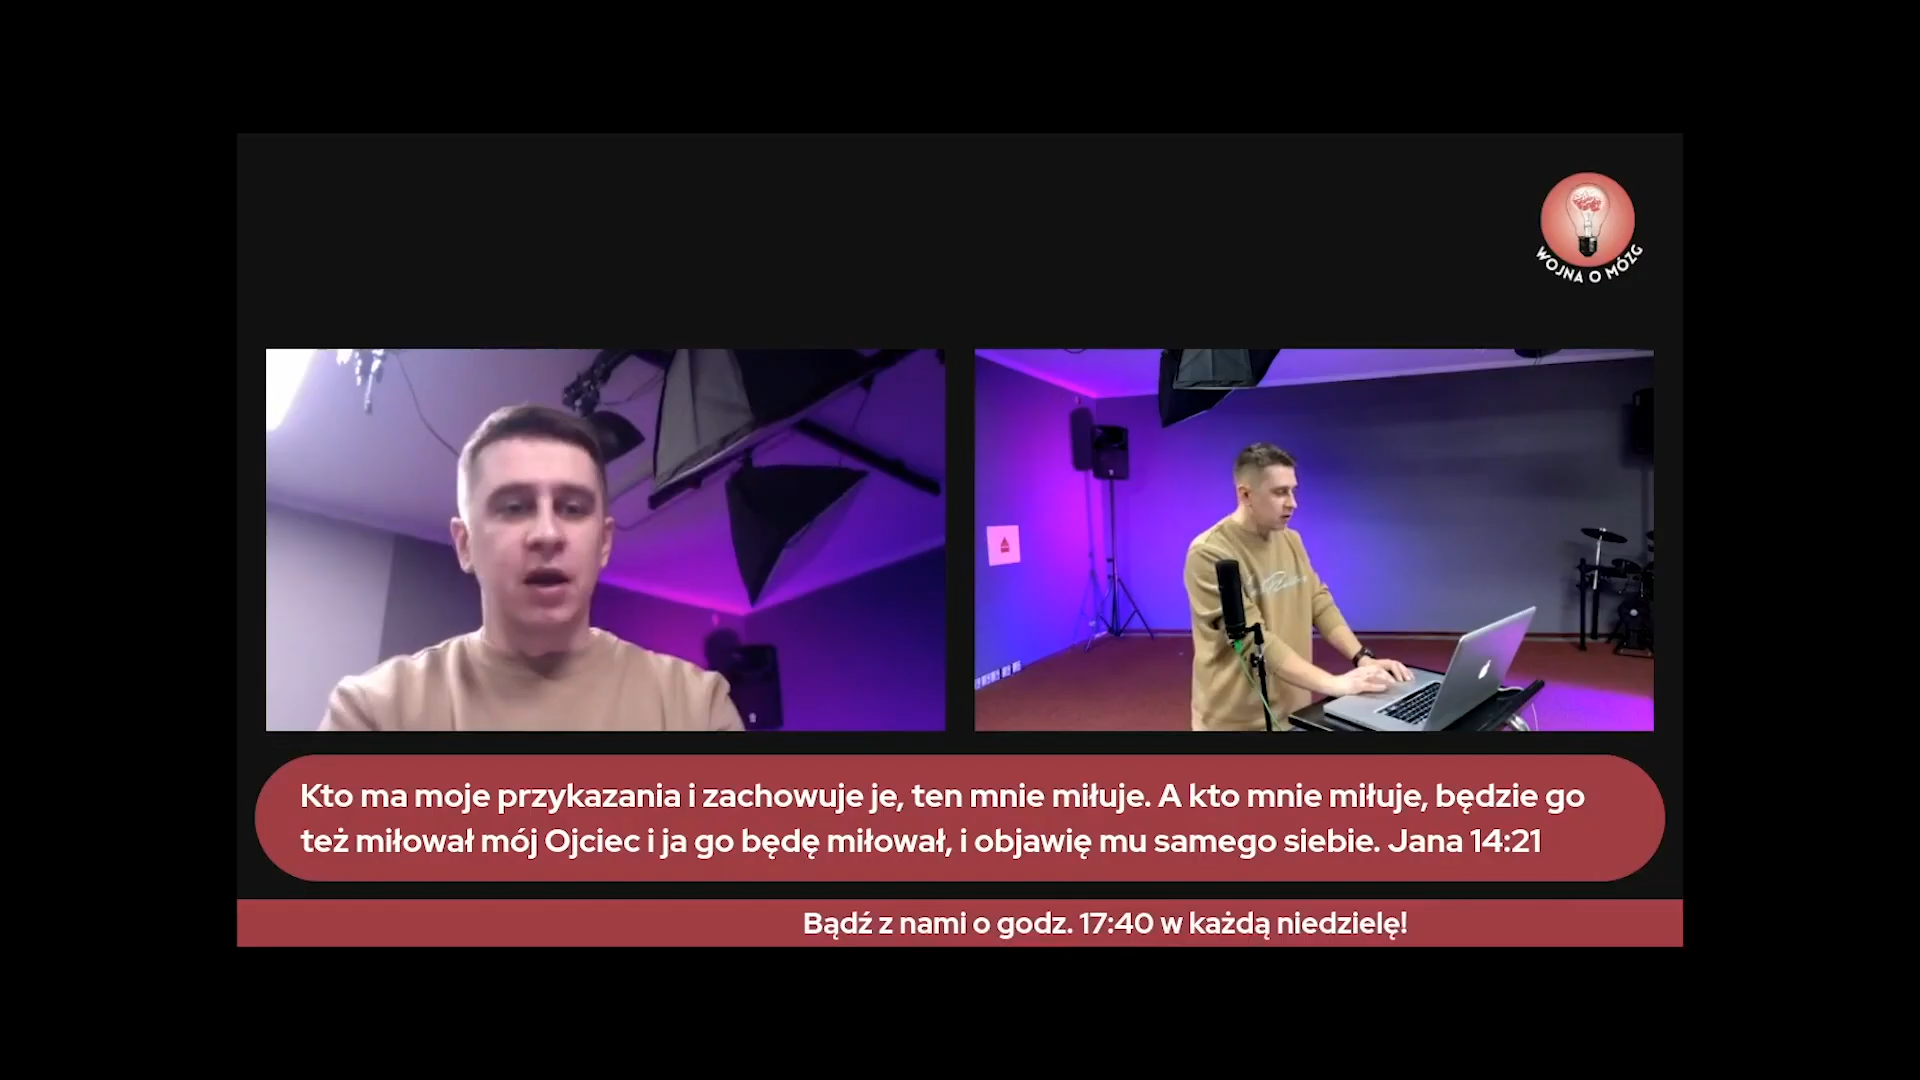 WOJNA O MÓZG
Kto ma moje przykazania i zachowuje je, ten mnie miłuje. A kto mnie miłuje, będzie go
też miłował mój Ojciec i ja go będę miłował, i objawię mu samego siebie. Jana 14:21
Bądź z nami o godz. 17:40 w każdą niedzielę!